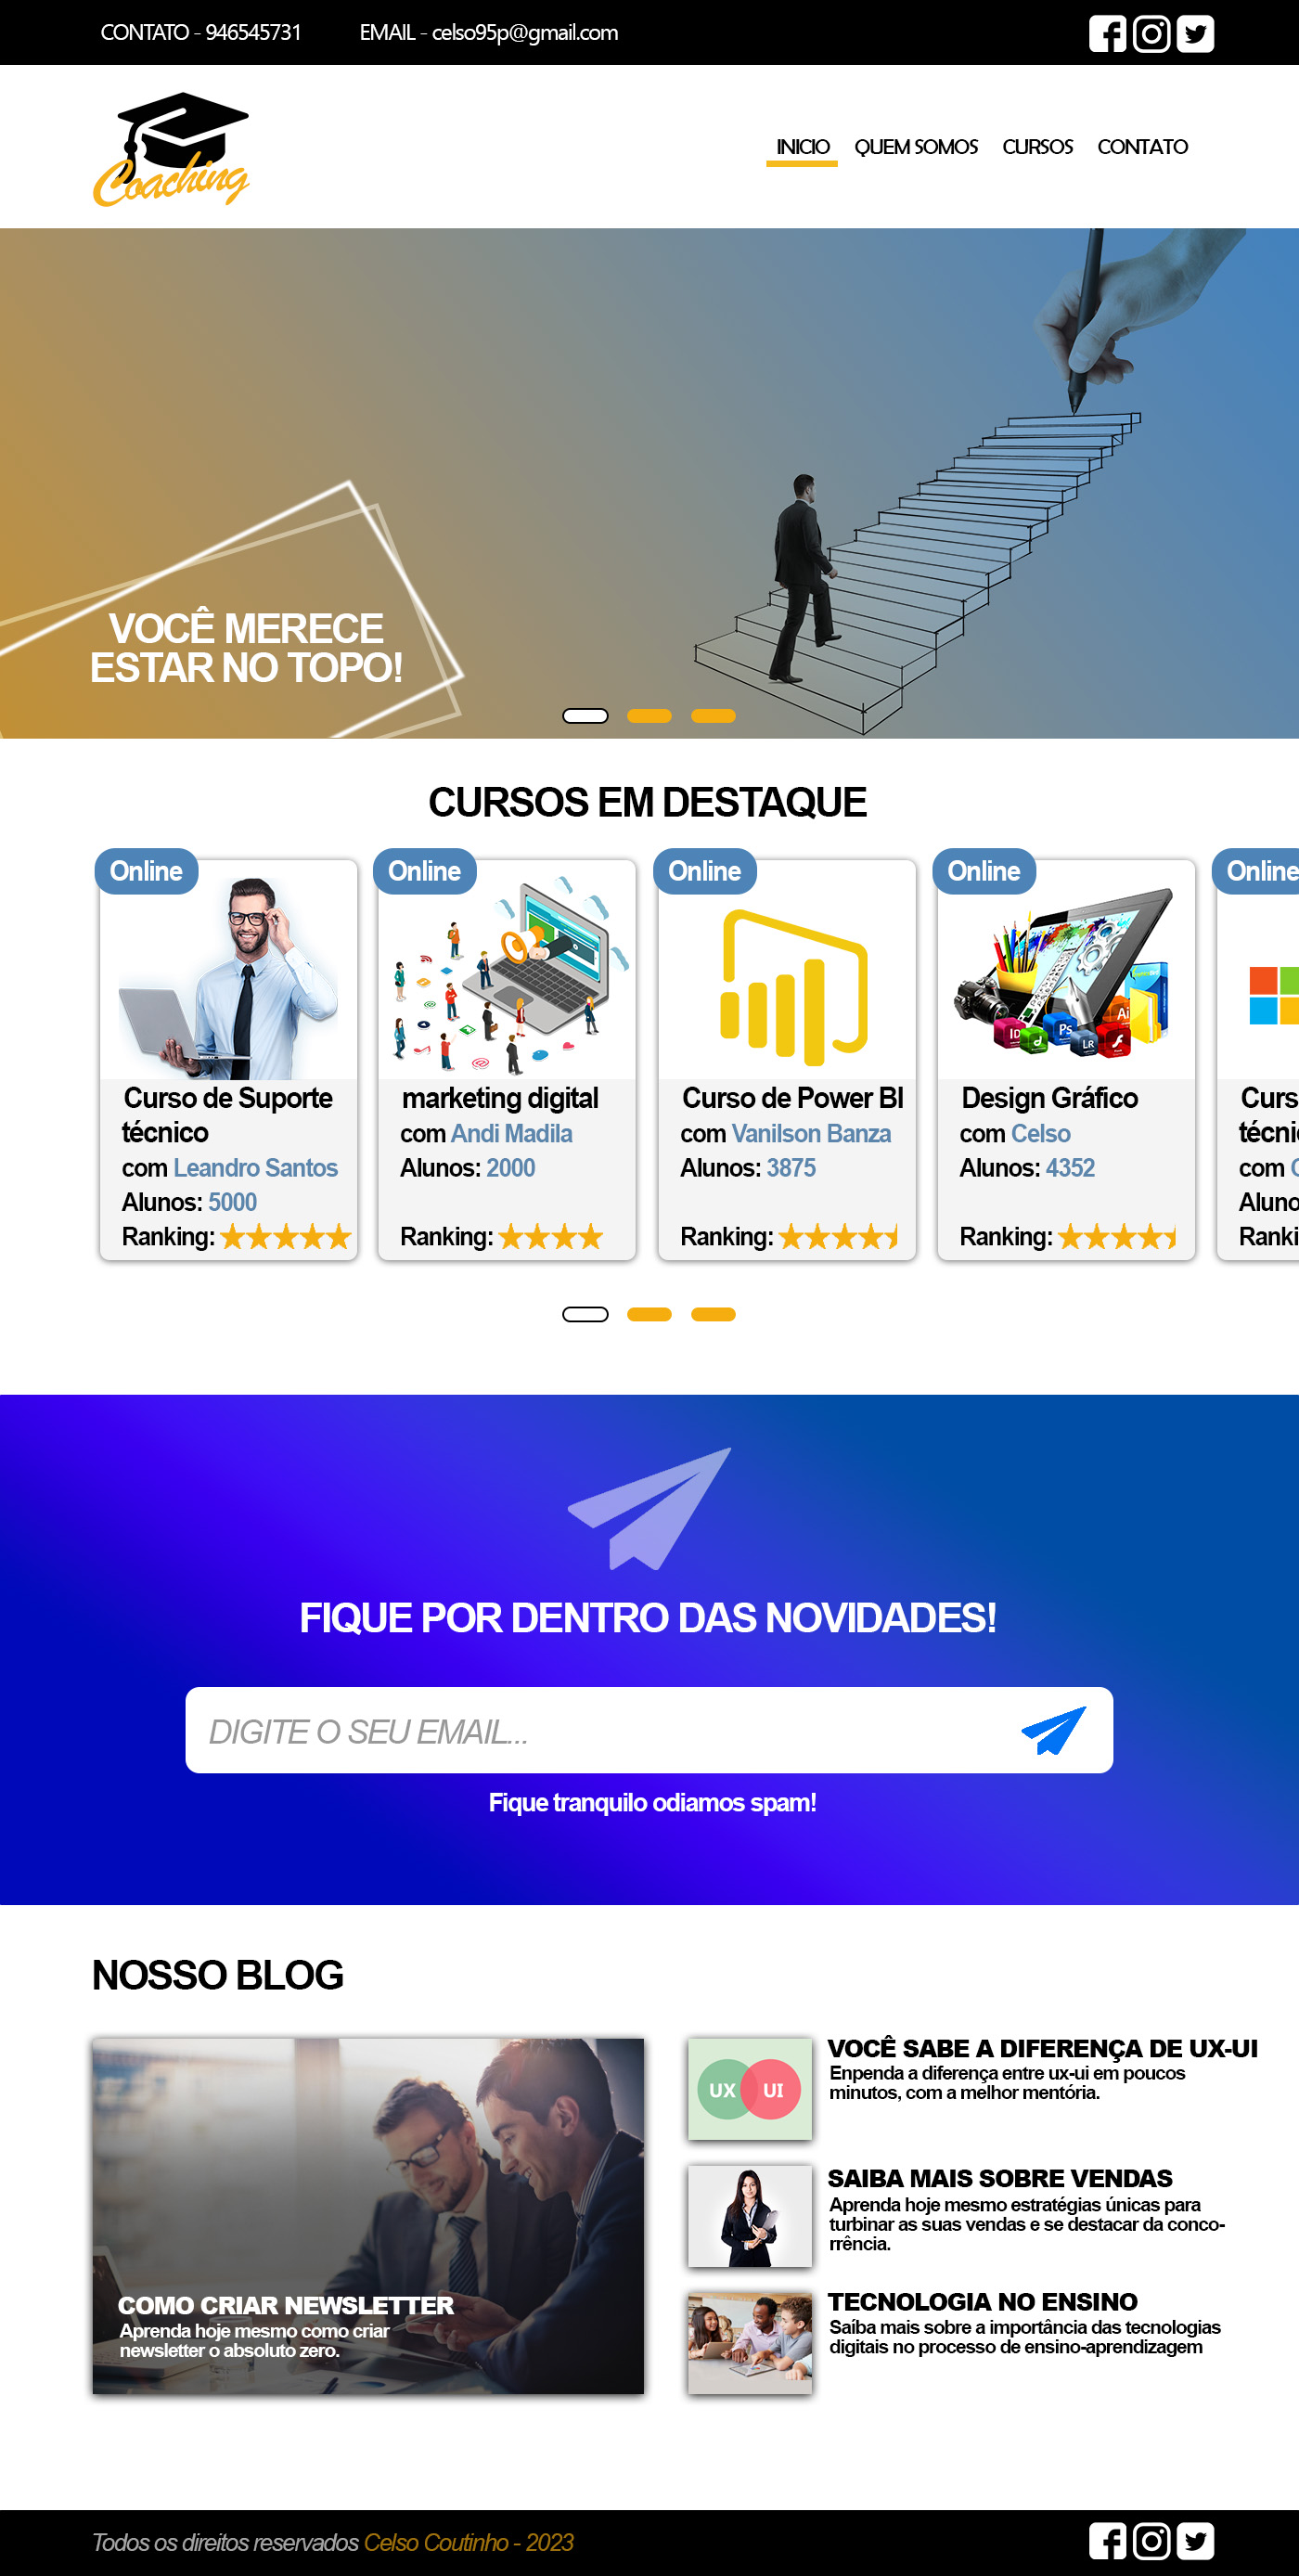 CONTATO - 946545731
EMAIL - celso95p@gmail.com
Coaching
INICIO
QUEM SOMOS
CURSOS
CONTATO
VOCÊ MERECE
ESTAR NO TOPO!
CURSOS EM DESTAQUE
Online
Curso de Suporte
técnico
com Leandro Santos
Alunos: 5000
Ranking:
Online
marketing digital
com Andi Madila
Alunos: 2000
Ranking:
Online
Curso de Power BI
com Vanilson Banza
Alunos: 3875
Ranking:
Online
ID
Ps
Ai
LR
Design Gráfico
com Celso
Alunos: 4352
Ranking:
Online
Curs
técni
com
Aluno
Ranki
FIQUE POR DENTRO DAS NOVIDADES!
DIGITE O SEU EMAIL...
Fique tranquilo odiamos spam!
NOSSO BLOG
COMO CRIAR NEWSLETTER
Aprenda hoje mesmo como criar
newsletter o absoluto zero.
UX UI
VOCÊ SABE A DIFERENÇA DE UX-UI
Enpenda a diferença entre ux-ui em poucos
minutos, com a melhor mentória.
SAIBA MAIS SOBRE VENDAS
Aprenda hoje mesmo estratégias únicas para
turbinar as suas vendas e se destacar da conco-
rrência.
TECNOLOGIA NO ENSINO
Saíba mais sobre a importância das tecnologias
digitais no processo de ensino-aprendizagem
Todos os direitos reservados Celso Coutinho - 2023